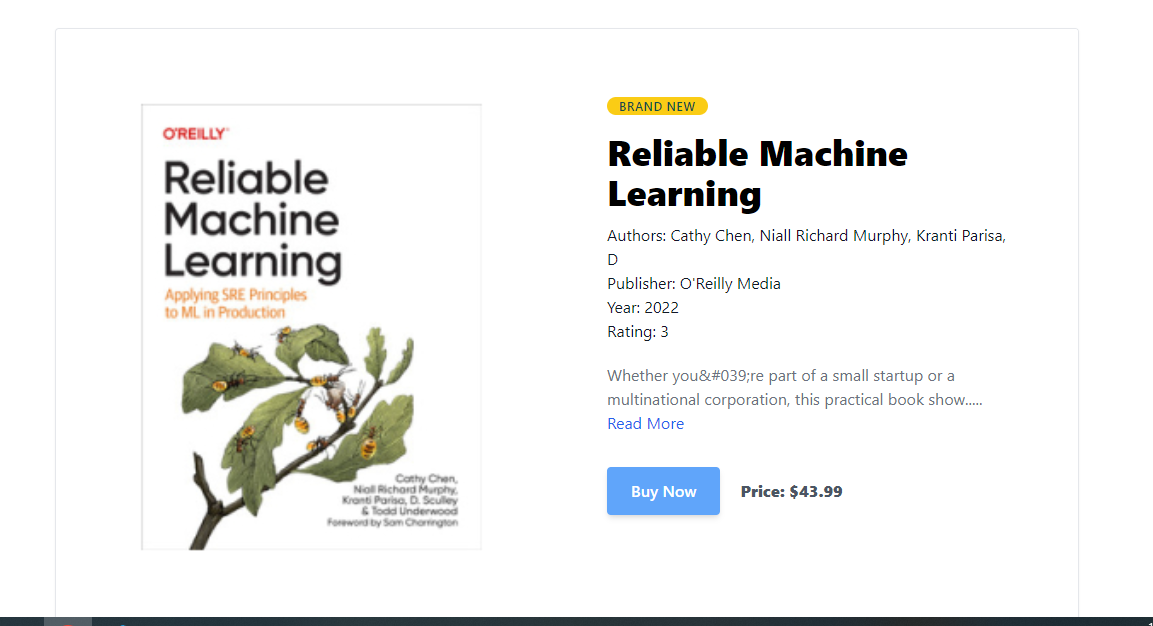 O'REILLY®
Reliable
Machine
Learning
Applying SRE Principles
to ML in Production
Cathy Chen,
Niall Richard Murphy,
Kranti Parisa, D. Sculley
& Todd Underwood
Foreword by Sam Charrington
BRAND NEW
Reliable Machine
Learning
Authors: Cathy Chen, Niall Richard Murphy, Kranti Parisa,
D
Publisher: O'Reilly Media
Year: 2022
Rating: 3
Whether you&#039;re part of a small startup or a
multinational corporation, this practical book show.....
Read More
Buy Now
Price: $43.99